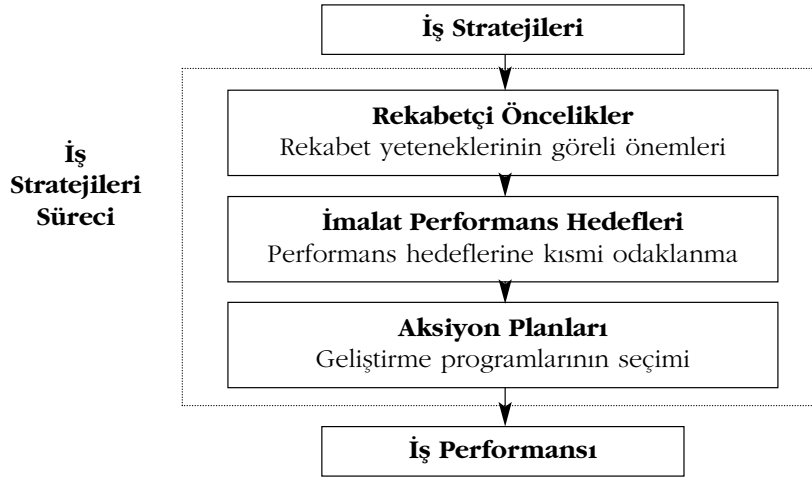 İş Stratejileri
Rekabetçi Öncelikler
Rekabet yeteneklerinin göreli önemleri
İş
Stratejileri
Süreci
İmalat Performans Hedefleri
Performans hedeflerine kısmi odaklanma
Aksiyon Planları
Geliştirme programlarının seçimi
İş Performansı